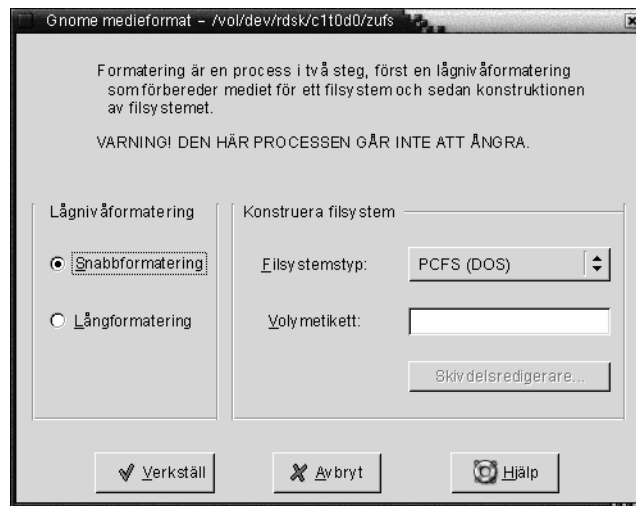 Gnome medieformat – /vol/dev/rdsk/c1t0d0/zufs
Formatering är en process i två steg, först en lågnivåformatering
som förbereder mediet för ett filsystem och sedan konstruktionen
av filsystemet.
VARNING! DEN HÄR PROCESSEN GÅR INTE ATT ÅNGRA.
Lågnivåformatering
Snabbformatering
Långformatering
Konstruera filsystem
Filsystemstyp:
PCFS (DOS)
Volymetikett:
Skivdelsredigerare...
Verkställ
Avbryt
Hjälp